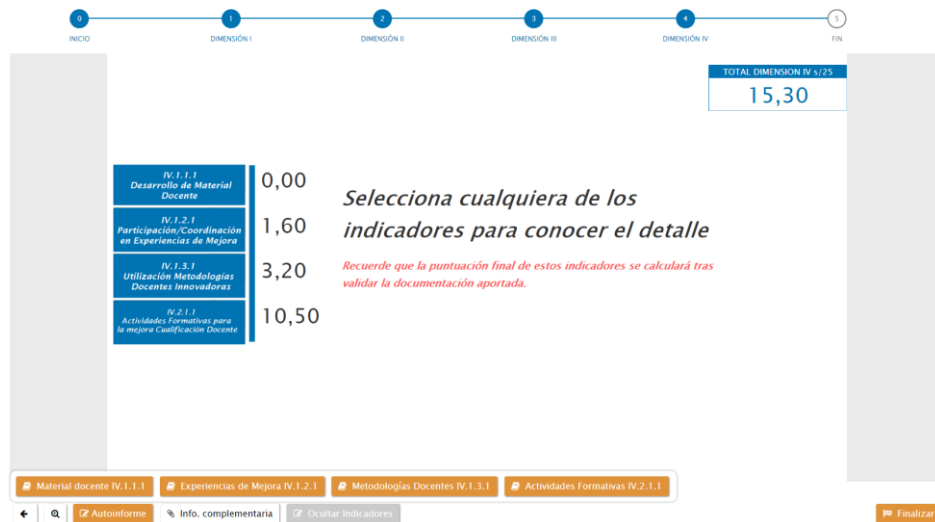 0
1
2
3
4
5
INICIO
DIMENSIÓN I
DIMENSIÓN II
DIMENSIÓN III
DIMENSIÓN IV
FIN
TOTAL DIMENSION IV s/25
15,30
IV.1.1.1
Desarrollo de Material
Docente
0,00
IV.1.2.1
Participación/Coordinación
en Experiencias de Mejora
1,60
IV.1.3.1
Utilización Metodologías
Docentes Innovadoras
3,20
IV.2.1.1
Actividades Formativas para
la mejora Cualificación Docente
10,50
Selecciona cualquiera de los
indicadores para conocer el detalle
Recuerde que la puntuación final de estos indicadores se calculará tras
validar la documentación aportada.
Material docente IV.1.1.1
Experiencias de Mejora IV.1.2.1
Metodologías Docentes IV.1.3.1
Actividades Formativas IV.2.1.1
Autoinforme
Info. complementaria
Ocultar Indicadores
Finalizar